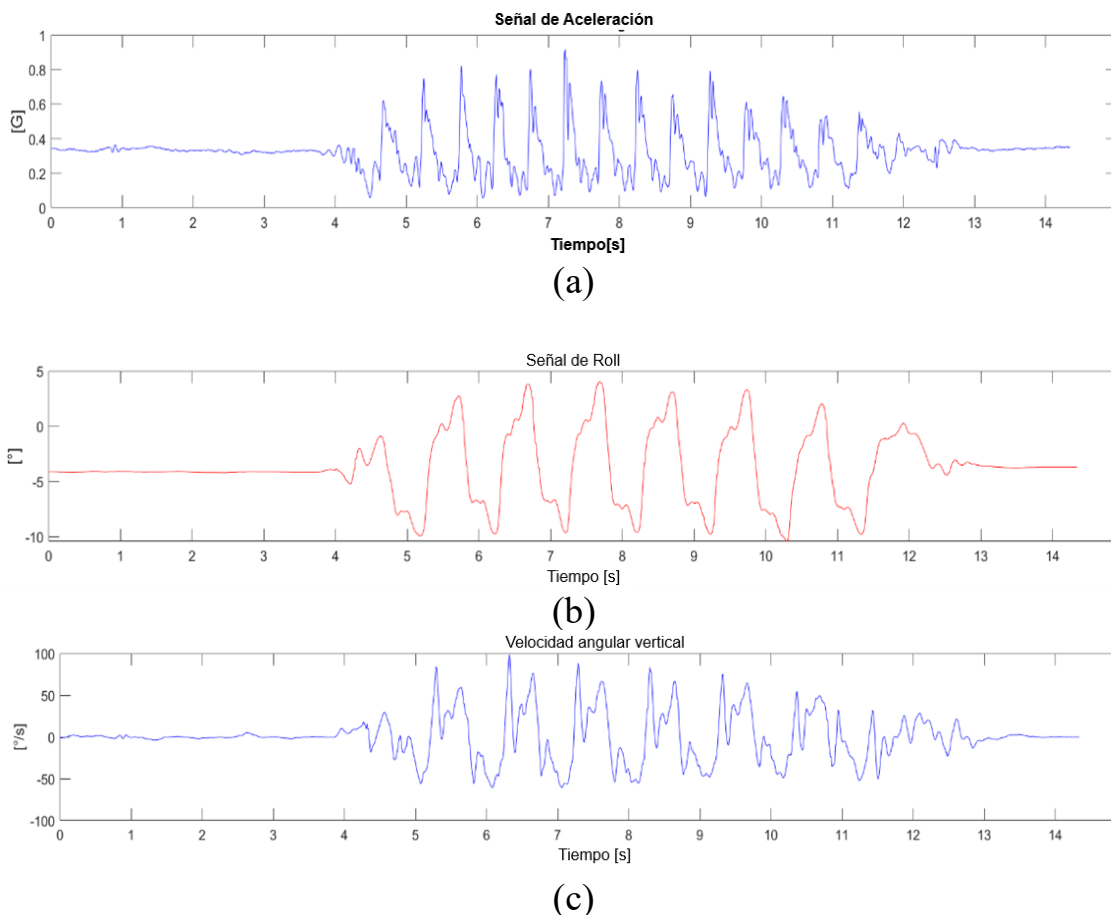 Señal de Aceleración
1
0.8
0.6
0.4
0.2
0
[G]
0 1 2 3 4 5 6 7 8 9 10 11 12 13 14
Tiempo[s]
(a)
Señal de Roll
5
0
-5
-10
[°]
0 1 2 3 4 5 6 7 8 9 10 11 12 13 14
Tiempo [s]
(b)
Velocidad angular vertical
100
50
0
-50
-100
[°/s]
0 1 2 3 4 5 6 7 8 9 10 11 12 13 14
Tiempo [s]
(c)